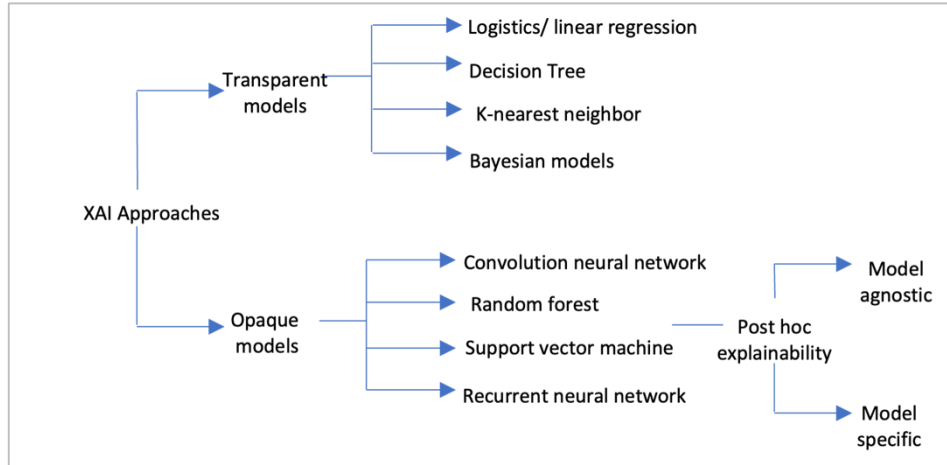 Logistics/ linear regression
Transparent
models
Decision Tree
K-nearest neighbor
Bayesian models
XAI Approaches
Convolution neural network
Random forest
Opaque
models
Support vector machine
Recurrent neural network
Post hoc
explainability
Model
agnostic
Model
specific